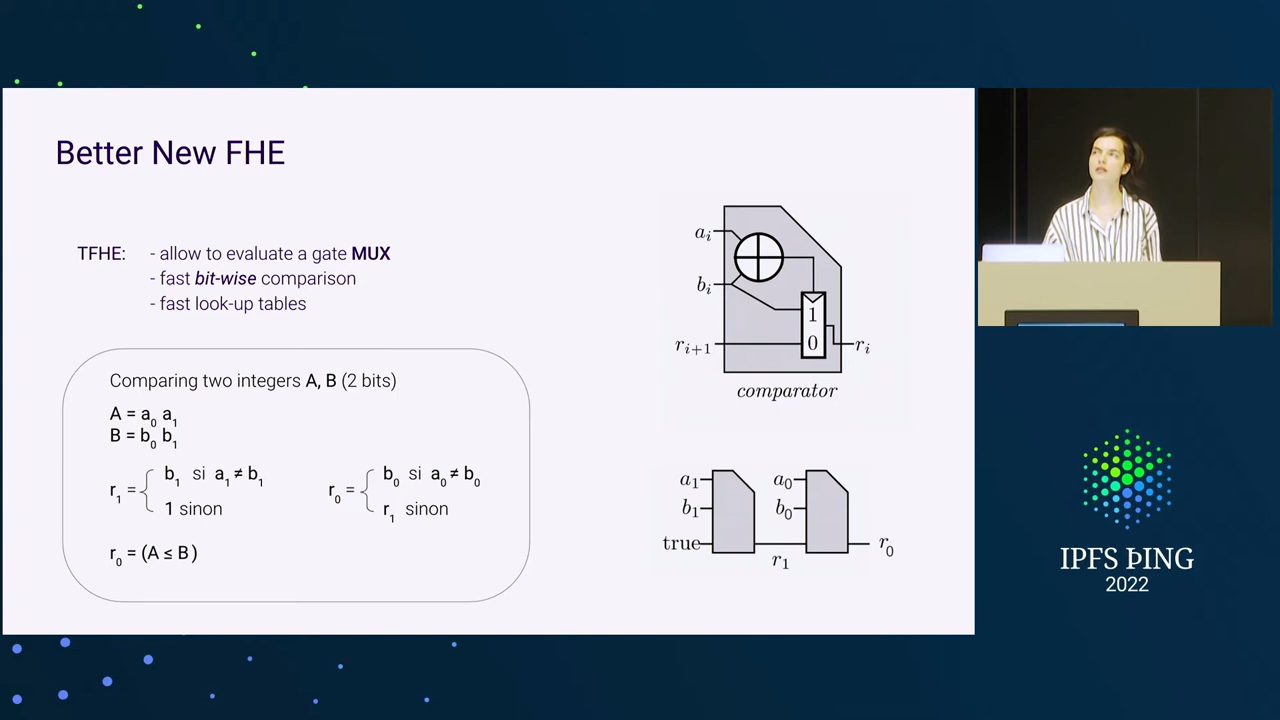 Better New FHE
TFHE: - allow to evaluate a gate MUX
- fast bit-wise comparison
- fast look-up tables
Comparing two integers A, B (2 bits)
A = a₀ a₁
B = b₀ b₁
r₁ = { b₁ si a₁ ≠ b₁
1 sinon
r₀ = { b₀ si a₀ ≠ b₀
r₁ sinon
r₀ = (A ≤ B)
aᵢ
bᵢ
1
0
rᵢ₊₁
rᵢ
comparator
a₁
b₁
true
r₁
a₀
b₀
r₀
IPFS ÞING
2022